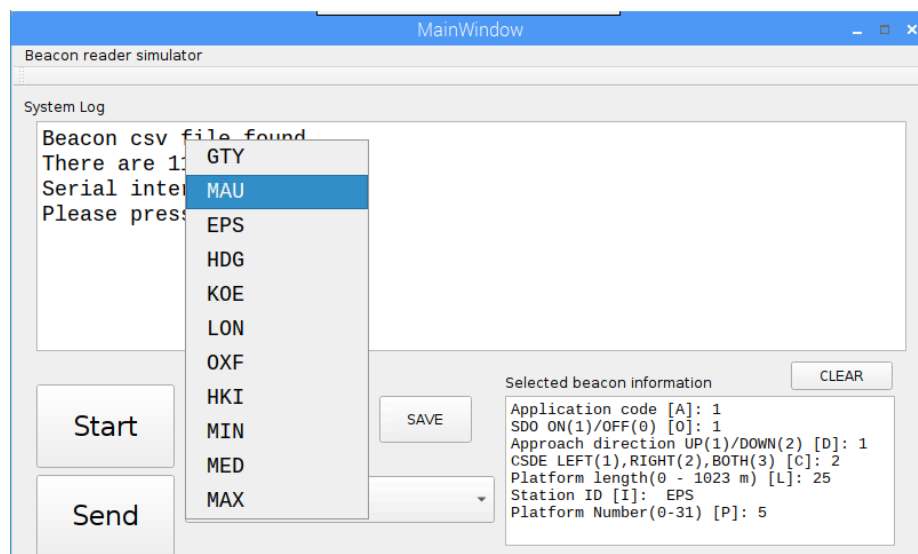 MainWindow
Beacon reader simulator
System Log
Beacon csv file found
There are 11
Serial inter
Please press
GTY
MAU
EPS
HDG
KOE
LON
OXF
HKI
MIN
MED
MAX
Start
SAVE
Send
Selected beacon information
CLEAR
Application code [A]: 1
SDO ON(1)/OFF(0) [O]: 1
Approach direction UP(1)/DOWN(2) [D]: 1
CSDE LEFT(1),RIGHT(2),BOTH(3) [C]: 2
Platform length(0 - 1023 m) [L]: 25
Station ID [I]: EPS
Platform Number(0-31) [P]: 5